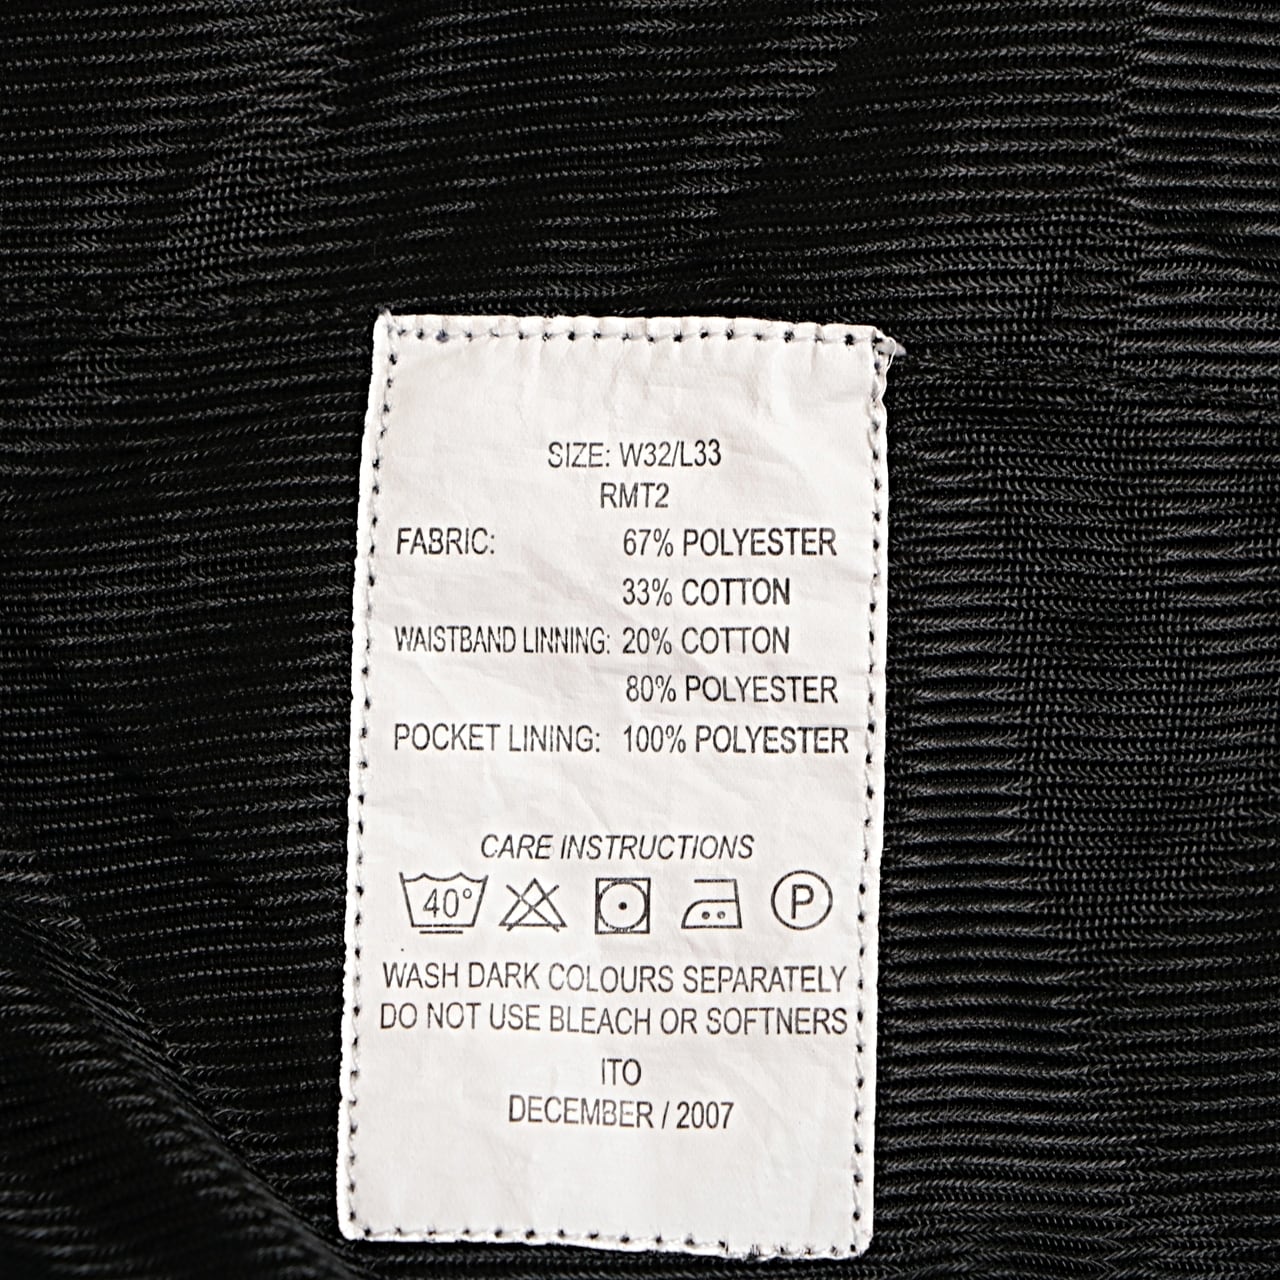 SIZE: W32/L33
RMT2
FABRIC: 67% POLYESTER
33% COTTON
WAISTBAND LINNING: 20% COTTON
80% POLYESTER
POCKET LINING: 100% POLYESTER
CARE INSTRUCTIONS
40° P
WASH DARK COLOURS SEPARATELY
DO NOT USE BLEACH OR SOFTNERS
ITO
DECEMBER / 2007